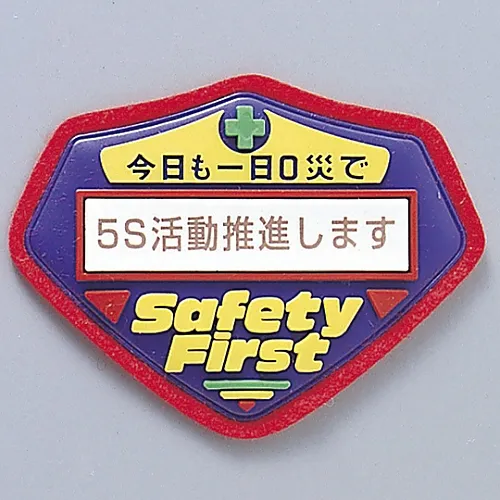 今日も一日0災で
5S活動推進します
Safety
First